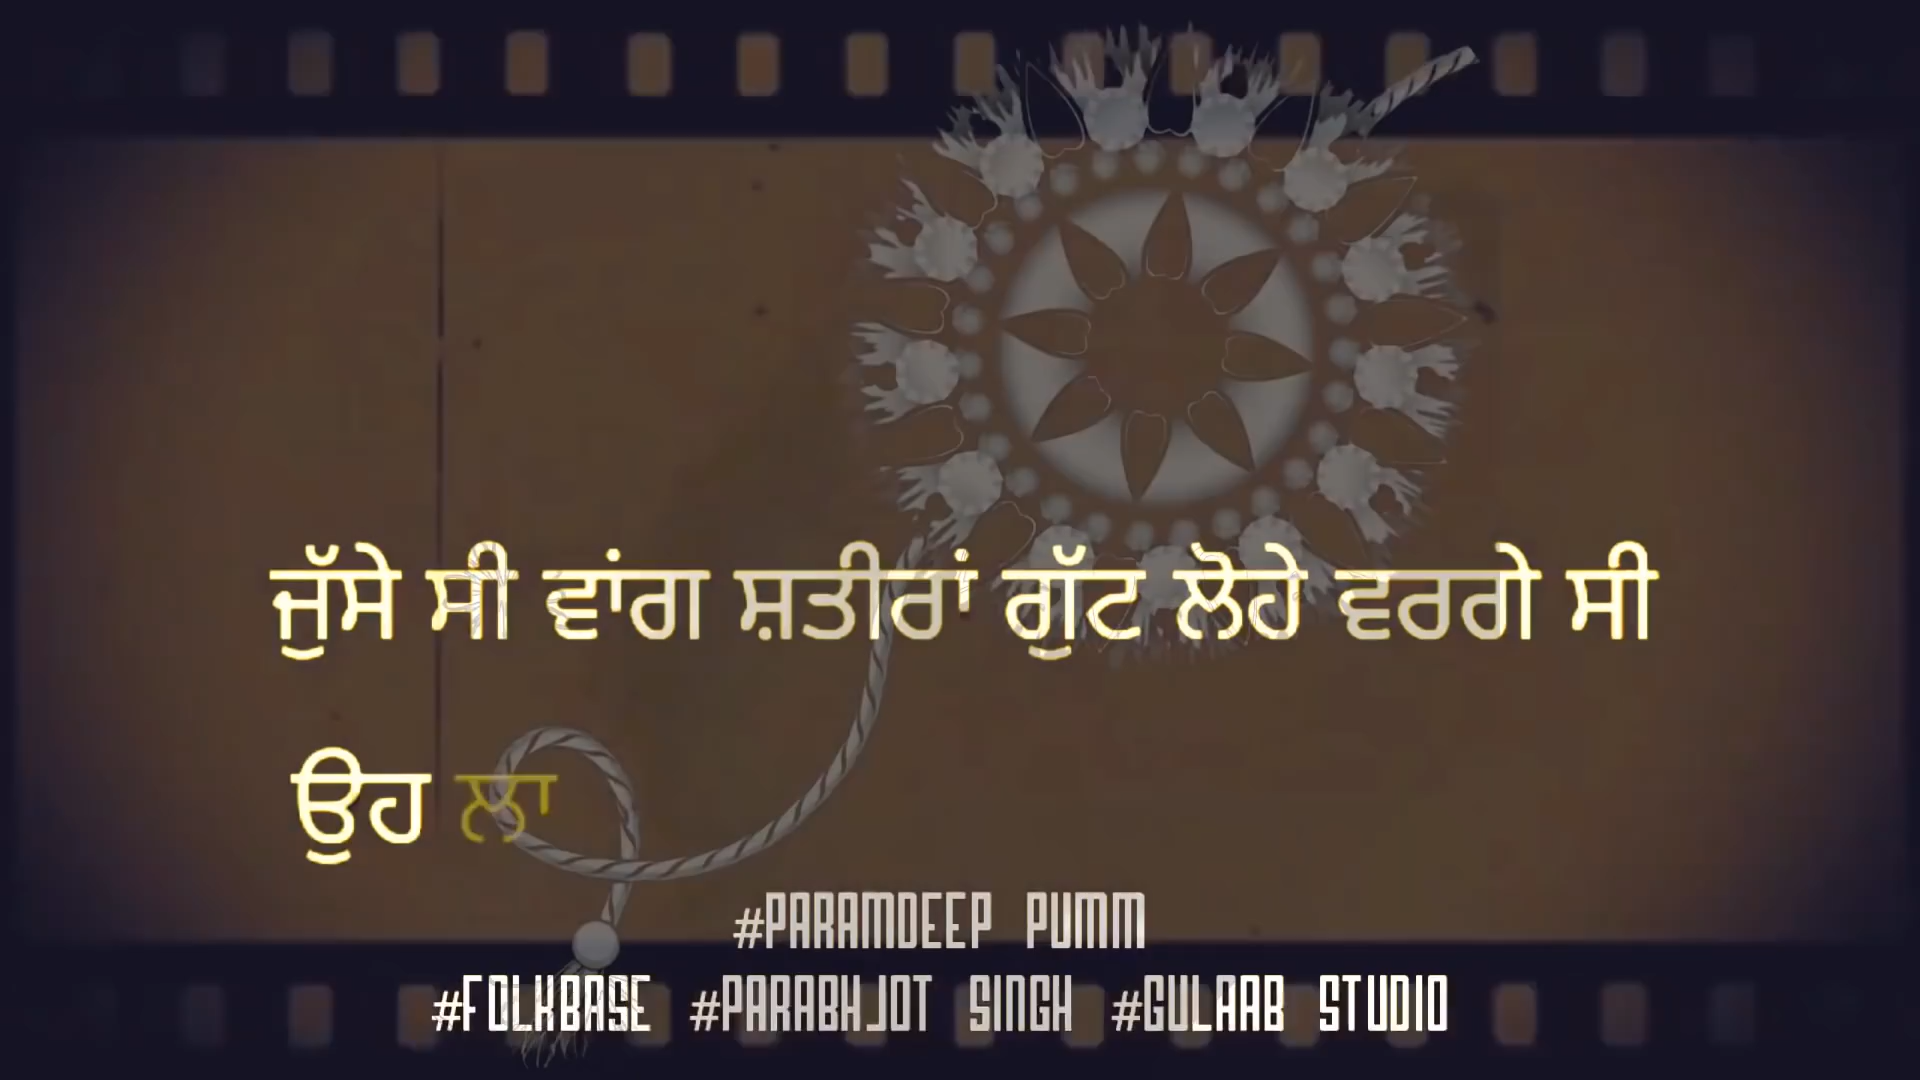 ਜੁੱਸੇ ਸੀ ਵਾਂਗ ਸ਼ਤੀਰਾਂ ਗੁੱਟ ਲੋਹੇ ਵਰਗੇ ਸੀ
ਉਹ ਲਾ
#PARAMDEEP PUMM
#FOLKBASE #PARABHJOT SINGH #GULAAB STUDIO